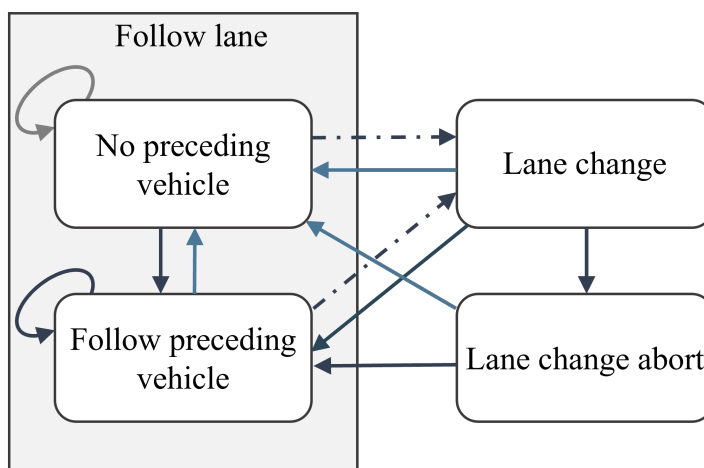 Follow lane
No preceding
vehicle
Lane change
Follow preceding
vehicle
Lane change abort